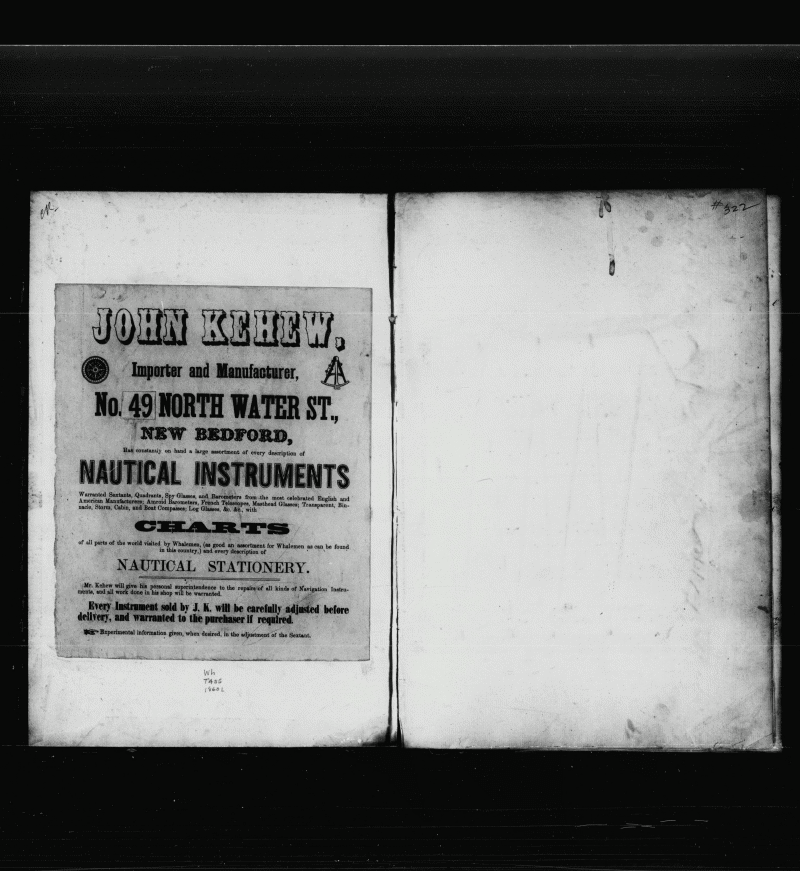 JOHN KEHEW,
Importer and Manufacturer,
No. 49 NORTH WATER ST.,
NEW BEDFORD,
Has constantly on hand a large assortment of every description of
NAUTICAL INSTRUMENTS
Warranted Sextants, Quadrants, Spy Glasses, and Barometers from the most celebrated English and
American Manufacturers; Aneroid Barometers, French Telescopes, Masthead Glasses; Transparent, Bin-
nacle, Storm, Cabin, and Boat Compasses; Log Glasses, &c. &c., with
CHARTS
of all parts of the world visited by Whalemen, (as good an assortment for Whalemen as can be found
in this country,) and every description of
NAUTICAL STATIONERY.
Mr. Kehew will give his personal superintendence to the repairs of all kinds of Navigation Instru-
ments, and all work done in his shop will be warranted.
Every Instrument sold by J. K. will be carefully adjusted before
delivery, and warranted to the purchaser if required.
Experimental information given, when desired, in the adjustment of the Sextant.
Wh
#322